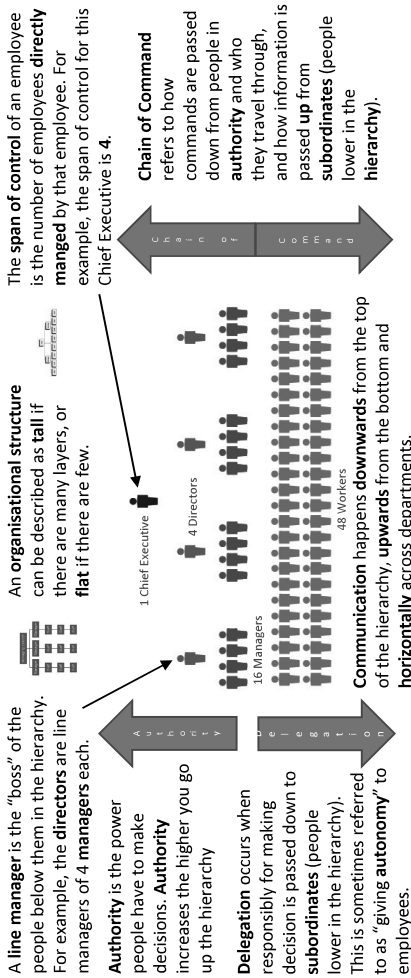 A line manager is the “boss” of the
people below them in the hierarchy.
For example, the directors are line
managers of 4 managers each.
An organisational structure
can be described as tall if
there are many layers, or
flat if there are few.
The span of control of an employee
is the number of employees directly
manged by that employee. For
example, the span of control for this
Chief Executive is 4.
Authority is the power
people have to make
decisions. Authority
increases the higher you go
up the hierarchy
Authority
1 Chief Executive
4 Directors
16 Managers
48 Workers
Chain of
Command
Chain of Command
refers to how
commands are passed
down from people in
authority and who
they travel through,
and how information is
passed up from
subordinates (people
lower in the
hierarchy).
Delegation occurs when
responsibly for making
decision is passed down to
subordinates (people
lower in the hierarchy).
This is sometimes referred
to as “giving autonomy” to
employees.
Delegation
Communication happens downwards from the top
of the hierarchy, upwards from the bottom and
horizontally across departments.